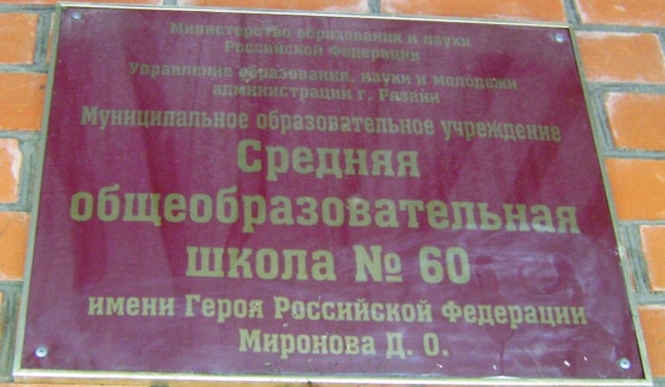 Министерство образования и науки
Российской Федерации
Управление образования, науки и молодежи
администрации г. Рязани
Муниципальное образовательное учреждение
Средняя
общеобразовательная
школа № 60
имени Героя Российской Федерации
Миронова Д. О.